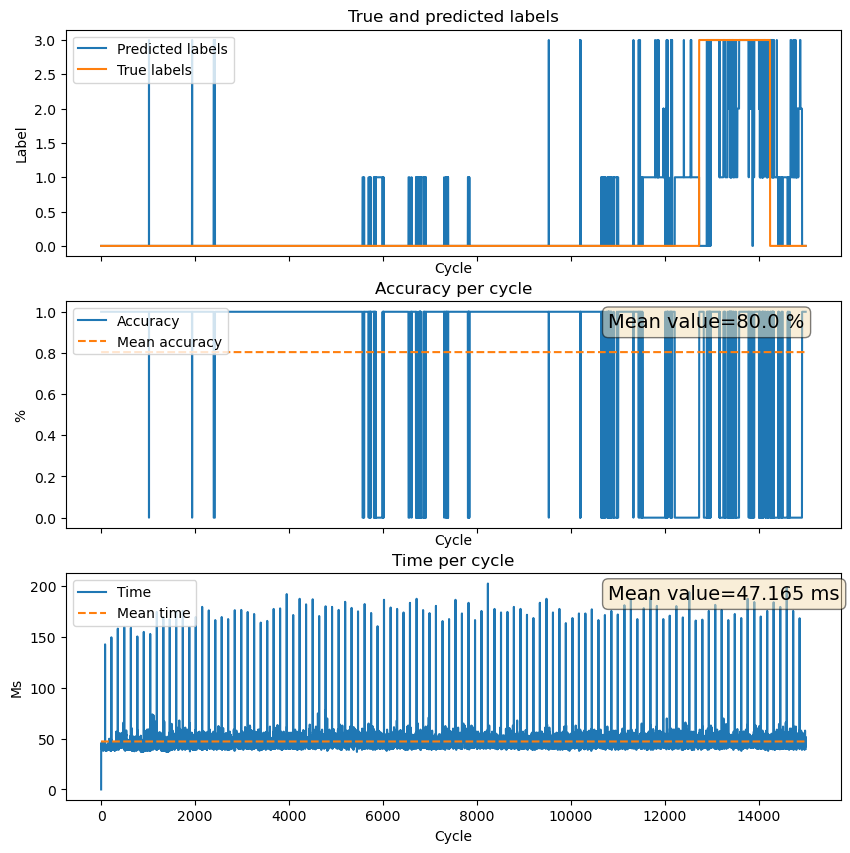 True and predicted labels
Predicted labels
True labels
3.0
2.5
2.0
1.5
1.0
0.5
0.0
Label
Cycle
Accuracy per cycle
Accuracy
Mean accuracy
Mean value=80.0 %
1.0
0.8
0.6
0.4
0.2
0.0
%
Cycle
Time per cycle
Time
Mean time
Mean value=47.165 ms
200
150
100
50
0
Ms
0 2000 4000 6000 8000 10000 12000 14000
Cycle